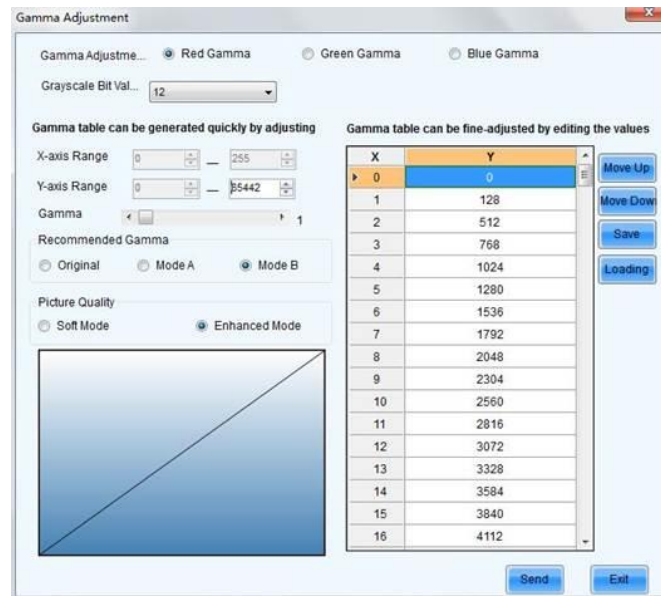 Gamma Adjustment
Gamma Adjustme... Red Gamma Green Gamma Blue Gamma
Grayscale Bit Val... 12
Gamma table can be generated quickly by adjusting
X-axis Range 0 — 255
Y-axis Range 0 — 65442
Gamma 1
Recommended Gamma
Original Mode A Mode B
Picture Quality
Soft Mode Enhanced Mode
Gamma table can be fine-adjusted by editing the values
X Y
0 0
1 128
2 512
3 768
4 1024
5 1280
6 1536
7 1792
8 2048
9 2304
10 2560
11 2816
12 3072
13 3328
14 3584
15 3840
16 4112
Move Up
Move Dow
Save
Loading
Send Exit